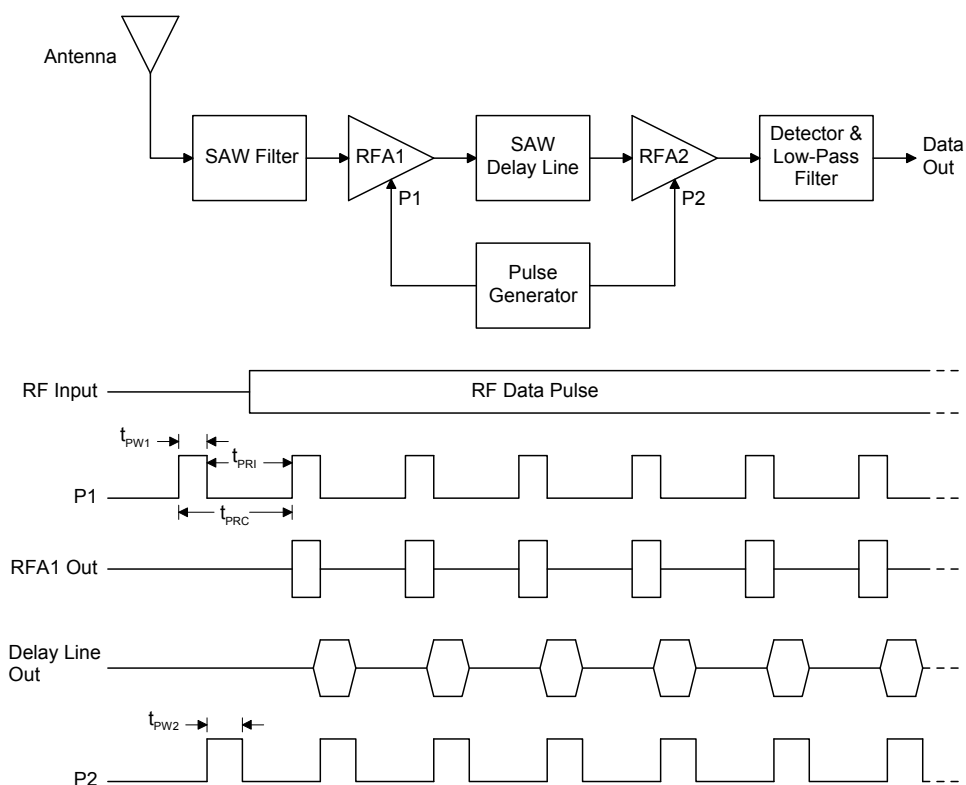 Antenna
SAW Filter
RFA1
SAW
Delay Line
RFA2
Detector &
Low-Pass
Filter
Data
Out
P1
P2
Pulse
Generator
RF Input
RF Data Pulse
tPW1
tPRI
P1
tPRC
RFA1 Out
Delay Line
Out
tPW2
P2